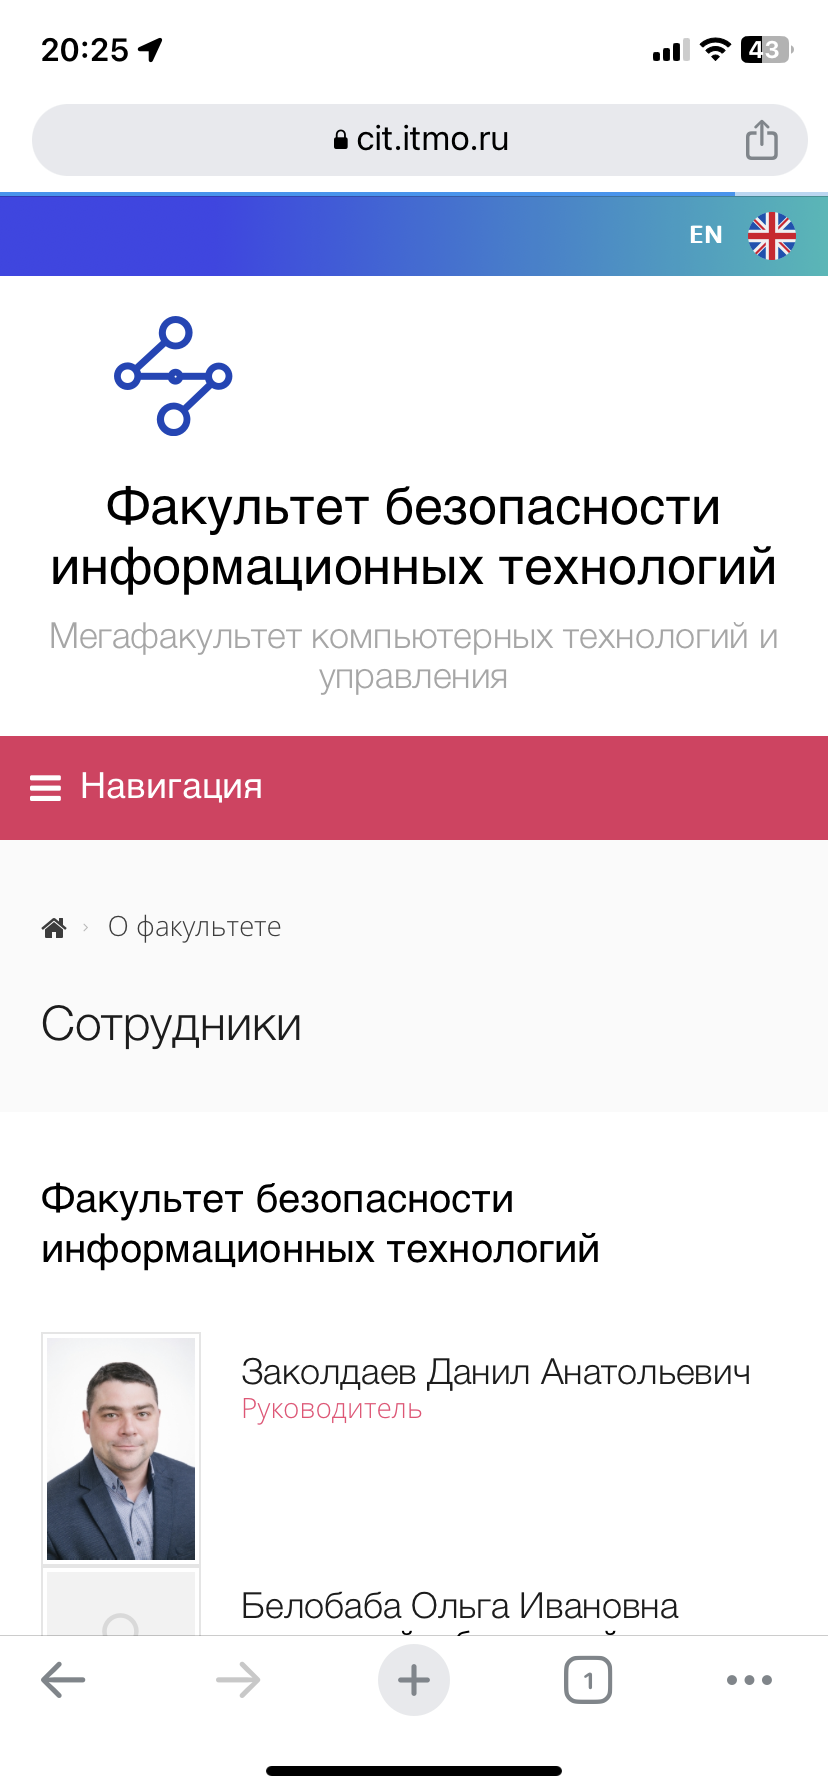 20:25
43
cit.itmo.ru
EN
Факультет безопасности
информационных технологий
Мегафакультет компьютерных технологий и
управления
Навигация
О факультете
Сотрудники
Факультет безопасности
информационных технологий
Заколдаев Данил Анатольевич
Руководитель
Белобаба Ольга Ивановна
1